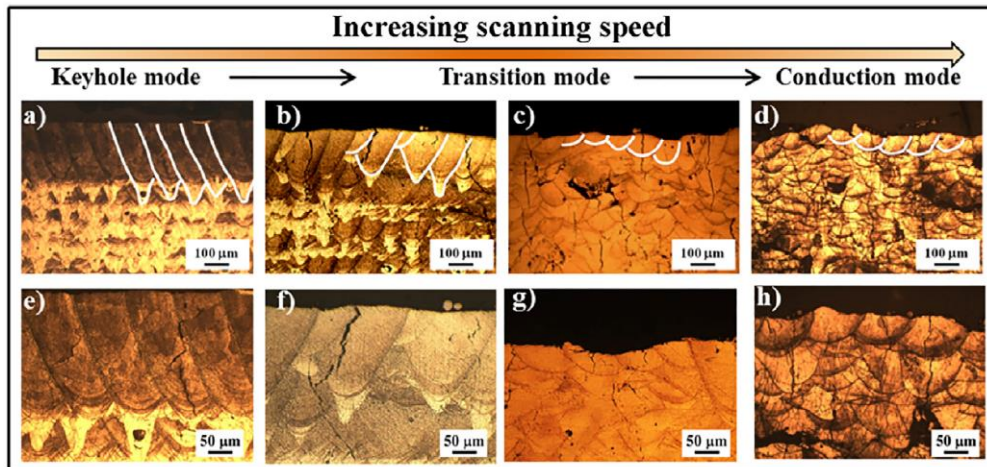 Increasing scanning speed
Keyhole mode
Transition mode
Conduction mode
a)
b)
c)
d)
100 μm
100 μm
100 μm
100 μm
e)
f)
g)
h)
50 μm
50 μm
50 μm
50 μm